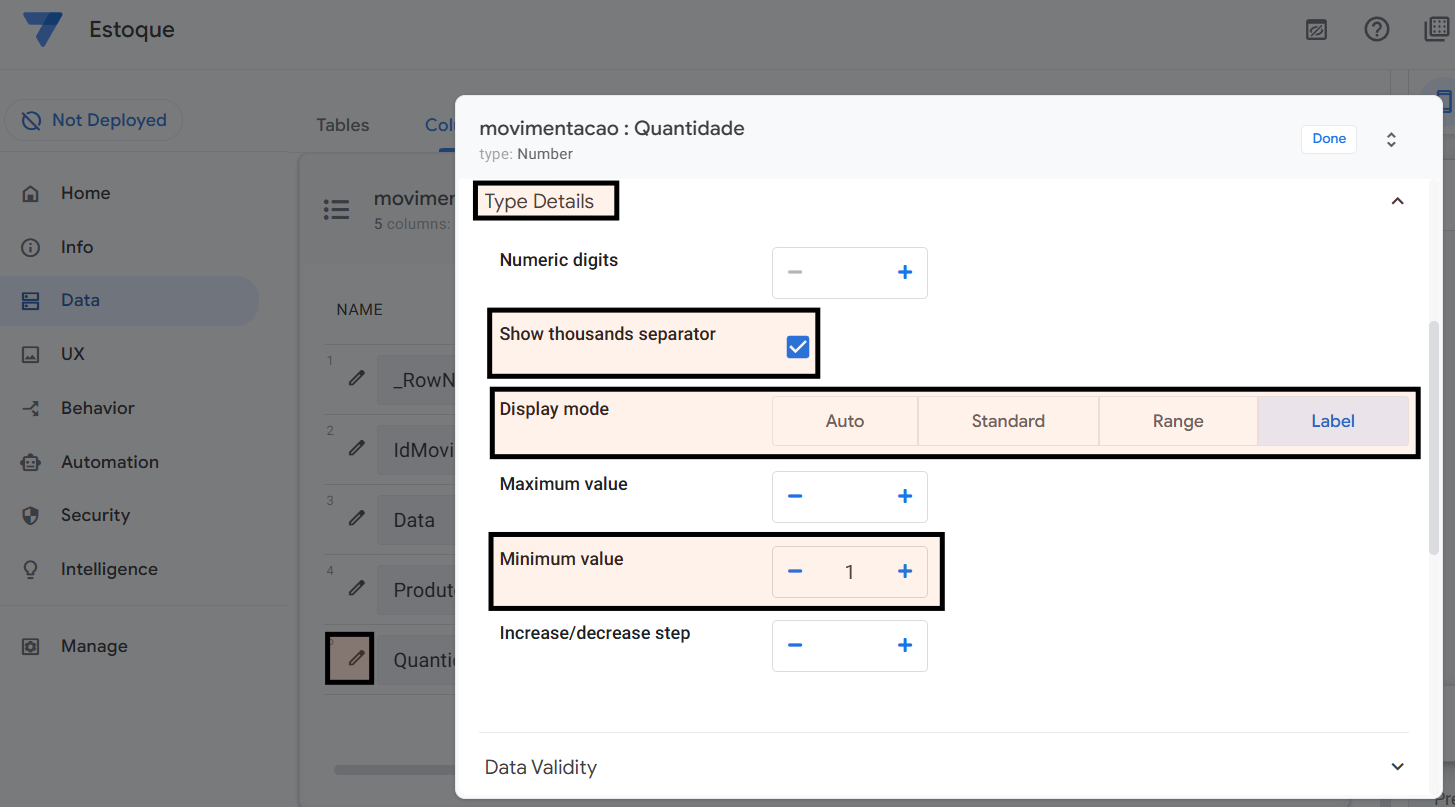 Estoque
Not Deployed
Home
Info
Data
UX
Behavior
Automation
Security
Intelligence
Manage
Tables
Colu
movimen
5 columns:
NAME
1
_RowN
2
IdMovi
3
Data
4
Produt
Quanti
movimentacao : Quantidade
type: Number
Done
Type Details
Numeric digits
Show thousands separator
Display mode Auto Standard Range Label
Maximum value
Minimum value 1
Increase/decrease step
Data Validity